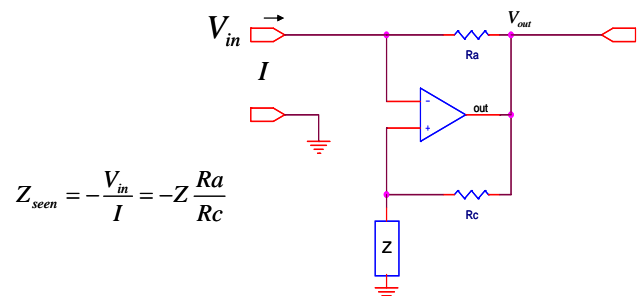 V_in
V_out
Ra
I
out
-
+
Z_seen = -V_in/I = -Z Ra/Rc
Rc
Z